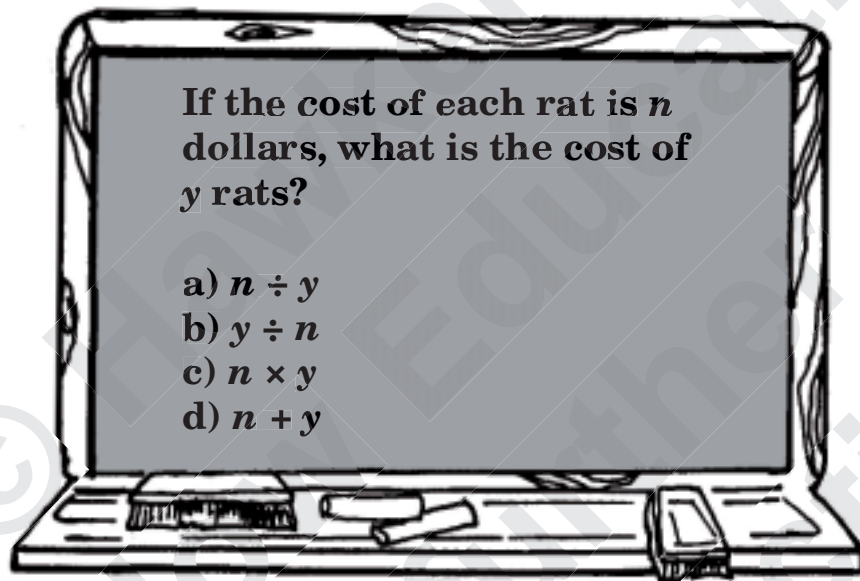 If the cost of each rat is n
dollars, what is the cost of
y rats?
a) n ÷ y
b) y ÷ n
c) n × y
d) n + y